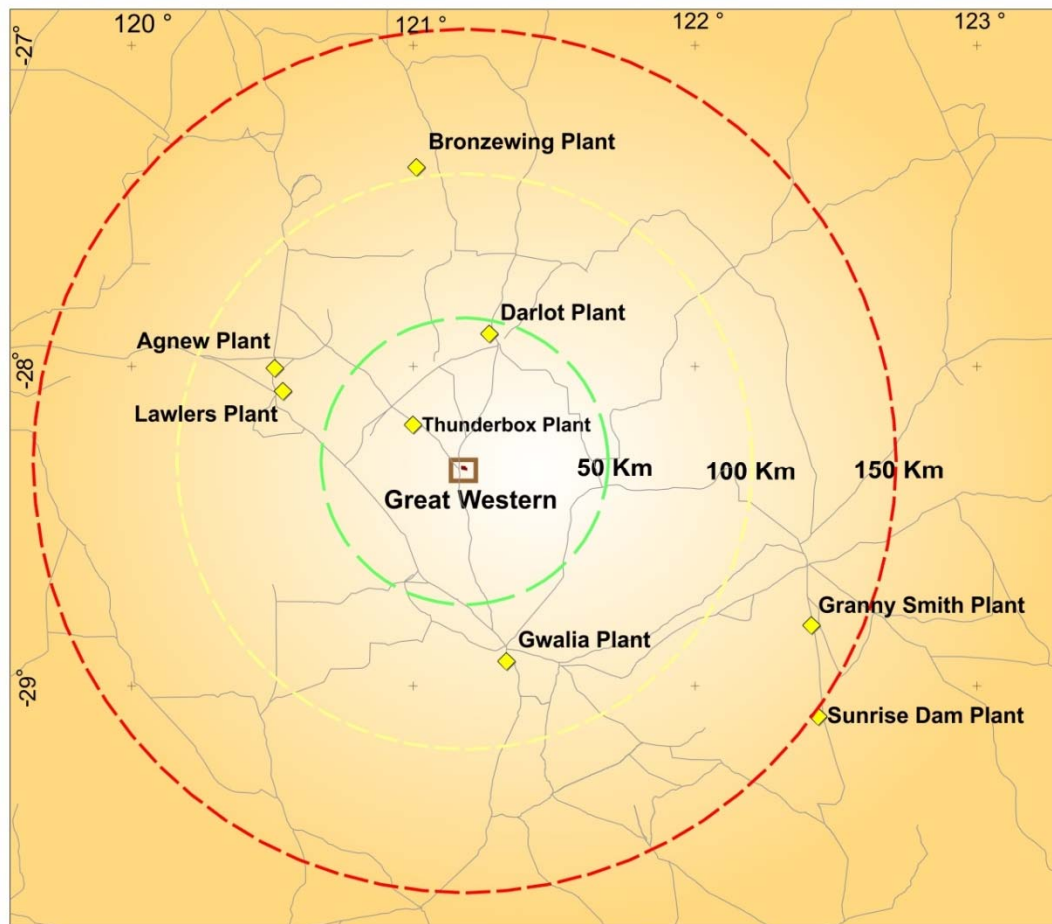 120 °
121 °
122 °
123 °
-27°
Bronzewing Plant
Darlot Plant
Agnew Plant
-28°
Lawlers Plant
Thunderbox Plant
50 Km
100 Km
150 Km
Great Western
Granny Smith Plant
Gwalia Plant
-29°
Sunrise Dam Plant